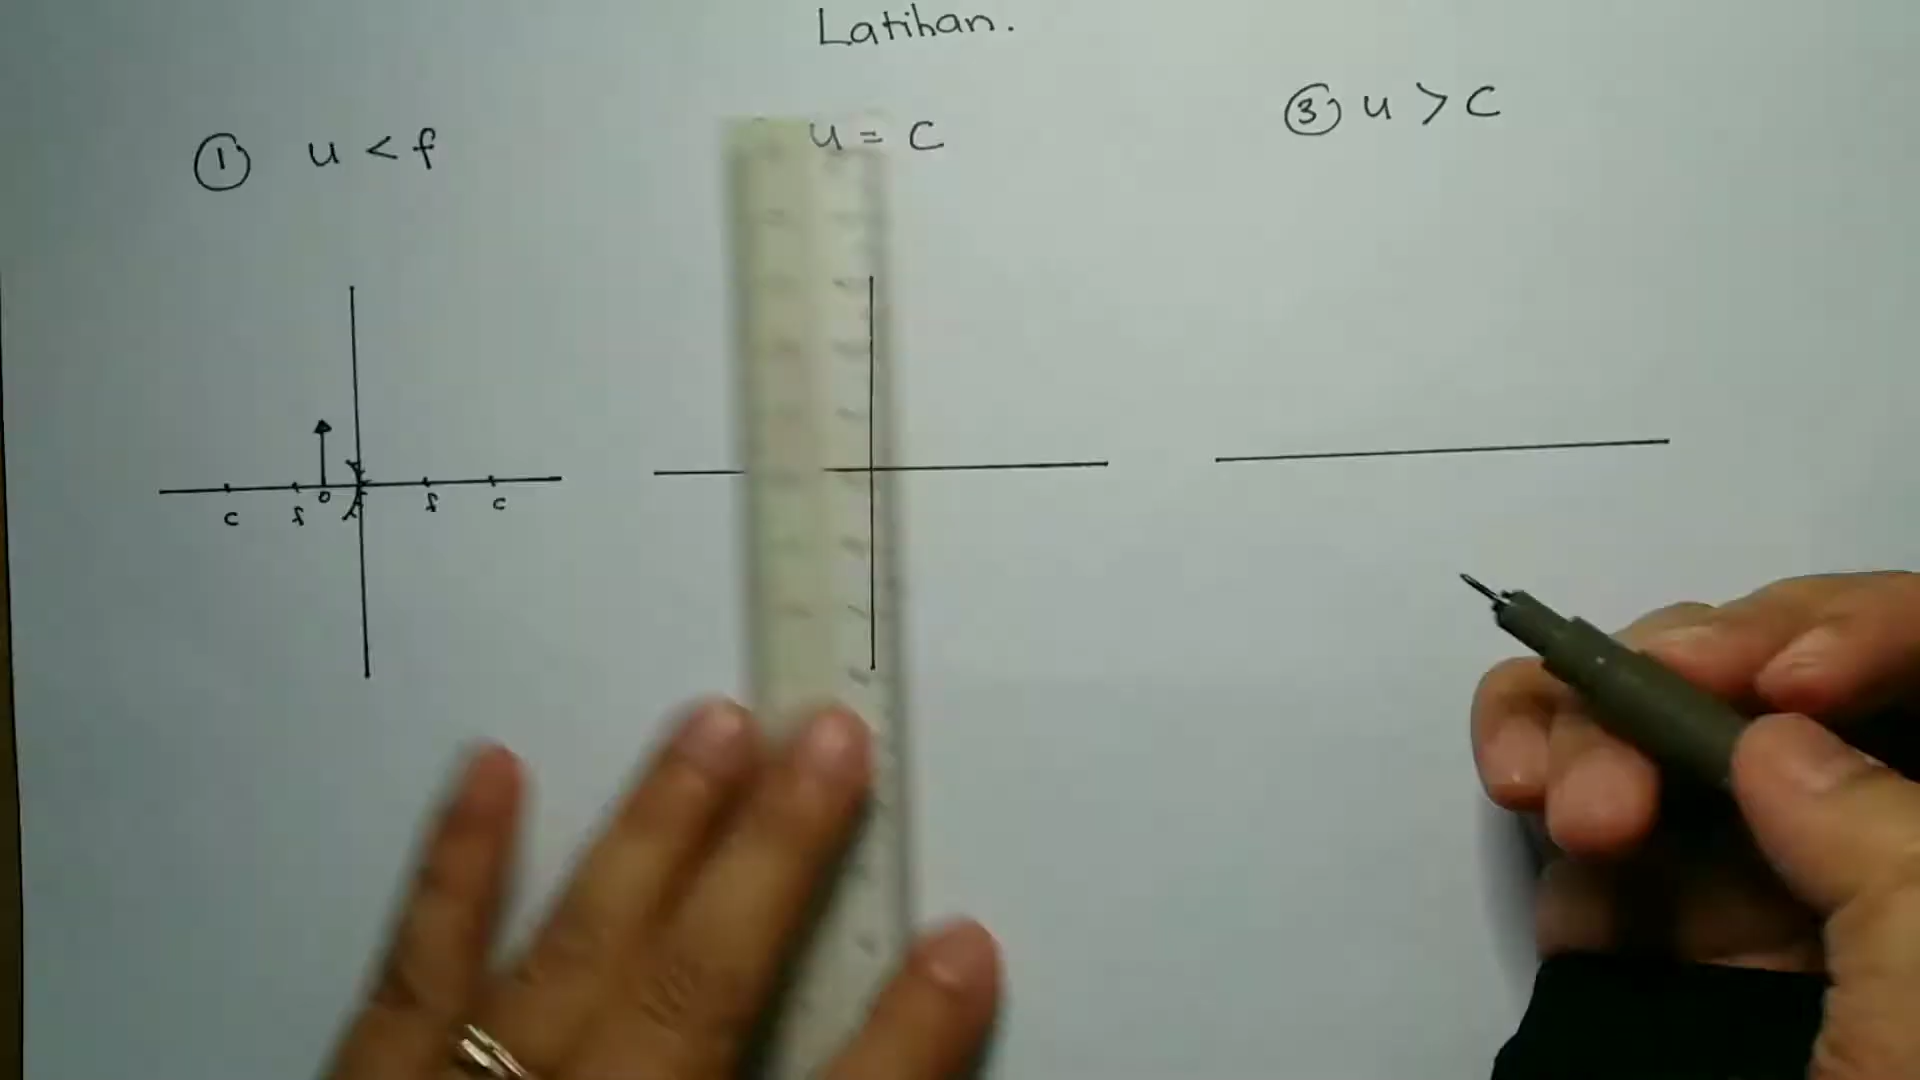 Latihan.
① u < f
u = c
③ u > c
c f o f c